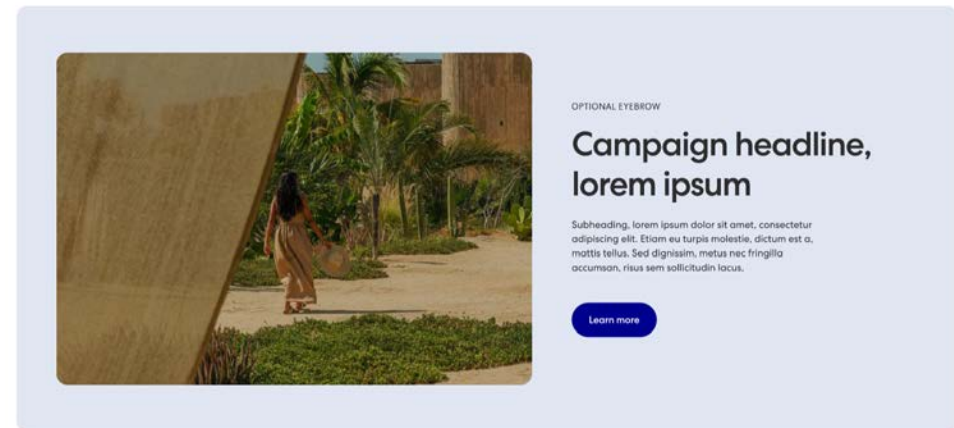 OPTIONAL EYEBROW
Campaign headline,
lorem ipsum
Subheading, lorem ipsum dolor sit amet, consectetur
adipiscing elit. Etiam eu turpis molestie, dictum est a,
mattis tellus. Sed dignissim, metus nec fringilla
accumsan, risus sem sollicitudin lacus.
Learn more